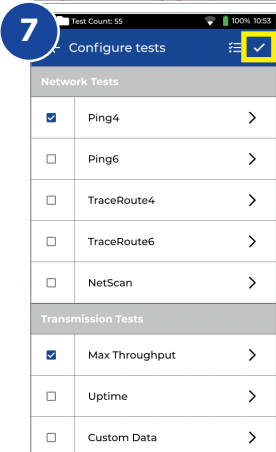 7
Test Count: 55
100% 10:53
Configure tests
Network Tests
Ping4
Ping6
TraceRoute4
TraceRoute6
NetScan
Transmission Tests
Max Throughput
Uptime
Custom Data